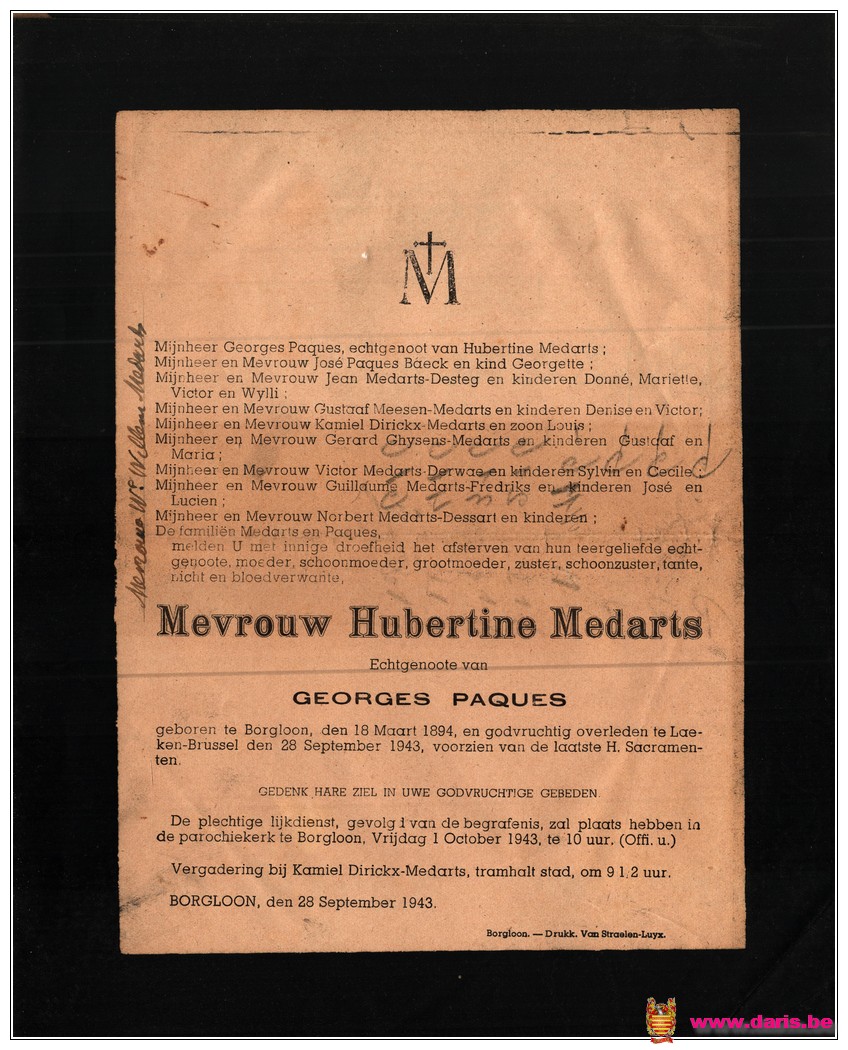 M
Mijnheer Georges Paques, echtgenoot van Hubertine Medarts ;
Mijnheer en Mevrouw José Paques Baeck en kind Georgette ;
Mijnheer en Mevrouw Jean Medarts-Desteg en kinderen Donné, Mariette,
Victor en Wylli ;
Mijnheer en Mevrouw Gustaaf Meesen-Medarts en kinderen Denise en Victor;
Mijnheer en Mevrouw Kamiel Dirickx-Medarts en zoon Louis ;
Mijnheer en Mevrouw Gerard Ghysens-Medarts en kinderen Gustaaf en
Maria ;
Mijnheer en Mevrouw Victor Medarts-Derwae en kinderen Sylvin en Cecile ;
Mijnheer en Mevrouw Guillaume Medarts-Fredriks en kinderen José en
Lucien ;
Mijnheer en Mevrouw Norbert Medarts-Dessart en kinderen ;
De familiën Medarts en Paques,
melden U met innige droefheid het afsterven van hun teergeliefde echt-
genoote, moeder, schoonmoeder, grootmoeder, zuster, schoonzuster, tante,
nicht en bloedverwante,
Mevrouw Hubertine Medarts
Echtgenoote van
GEORGES PAQUES
geboren te Borgloon, den 18 Maart 1894, en godvruchtig overleden te Lae-
ken-Brussel den 28 September 1943, voorzien van de laatste H. Sacramen-
ten.
GEDENK HARE ZIEL IN UWE GODVRUCHTIGE GEBEDEN.
De plechtige lijkdienst, gevolgd van de begrafenis, zal plaats hebben in
de parochiekerk te Borgloon, Vrijdag 1 October 1943, te 10 uur. (Offi. u.)
Vergadering bij Kamiel Dirickx-Medarts, tramhalt stad, om 9 1,2 uur.
BORGLOON, den 28 September 1943.
Borgloon. — Drukk. Van Straelen-Luyx.
Mevrouw We Willem Medarts
www.daris.be